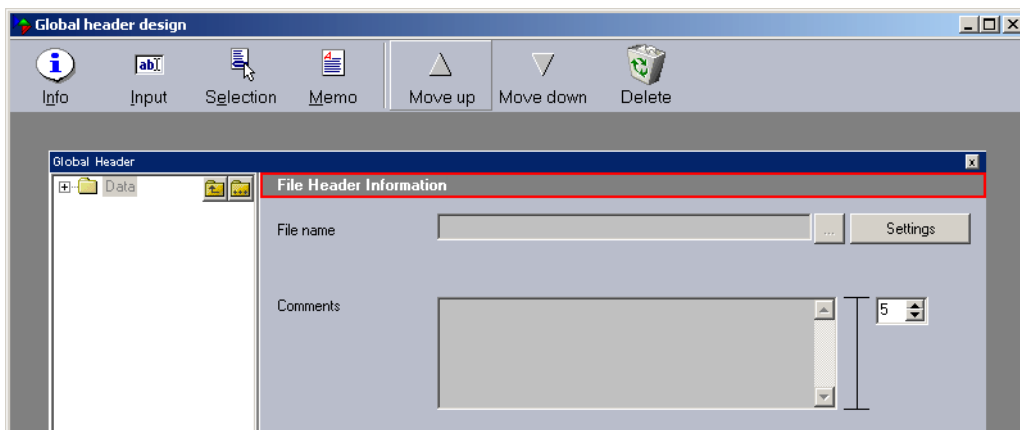 Global header design
Info Input Selection Memo Move up Move down Delete
Global Header
Data
File Header Information
File name ... Settings
Comments 5